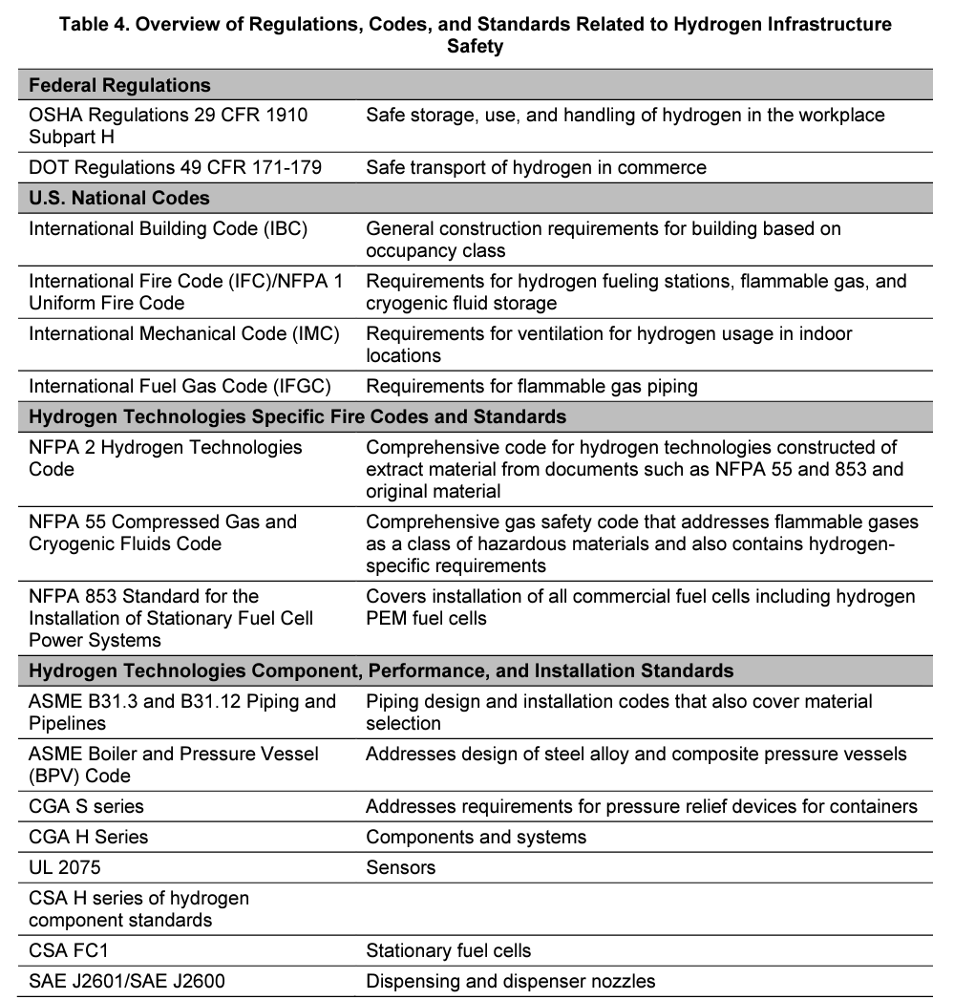 Table 4. Overview of Regulations, Codes, and Standards Related to Hydrogen Infrastructure
Safety
Federal Regulations
OSHA Regulations 29 CFR 1910
Subpart H
Safe storage, use, and handling of hydrogen in the workplace
DOT Regulations 49 CFR 171-179
Safe transport of hydrogen in commerce
U.S. National Codes
International Building Code (IBC)
General construction requirements for building based on
occupancy class
International Fire Code (IFC)/NFPA 1
Uniform Fire Code
Requirements for hydrogen fueling stations, flammable gas, and
cryogenic fluid storage
International Mechanical Code (IMC)
Requirements for ventilation for hydrogen usage in indoor
locations
International Fuel Gas Code (IFGC)
Requirements for flammable gas piping
Hydrogen Technologies Specific Fire Codes and Standards
NFPA 2 Hydrogen Technologies
Code
Comprehensive code for hydrogen technologies constructed of
extract material from documents such as NFPA 55 and 853 and
original material
NFPA 55 Compressed Gas and
Cryogenic Fluids Code
Comprehensive gas safety code that addresses flammable gases
as a class of hazardous materials and also contains hydrogen-
specific requirements
NFPA 853 Standard for the
Installation of Stationary Fuel Cell
Power Systems
Covers installation of all commercial fuel cells including hydrogen
PEM fuel cells
Hydrogen Technologies Component, Performance, and Installation Standards
ASME B31.3 and B31.12 Piping and
Pipelines
Piping design and installation codes that also cover material
selection
ASME Boiler and Pressure Vessel
(BPV) Code
Addresses design of steel alloy and composite pressure vessels
CGA S series
Addresses requirements for pressure relief devices for containers
CGA H Series
Components and systems
UL 2075
Sensors
CSA H series of hydrogen
component standards
CSA FC1
Stationary fuel cells
SAE J2601/SAE J2600
Dispensing and dispenser nozzles